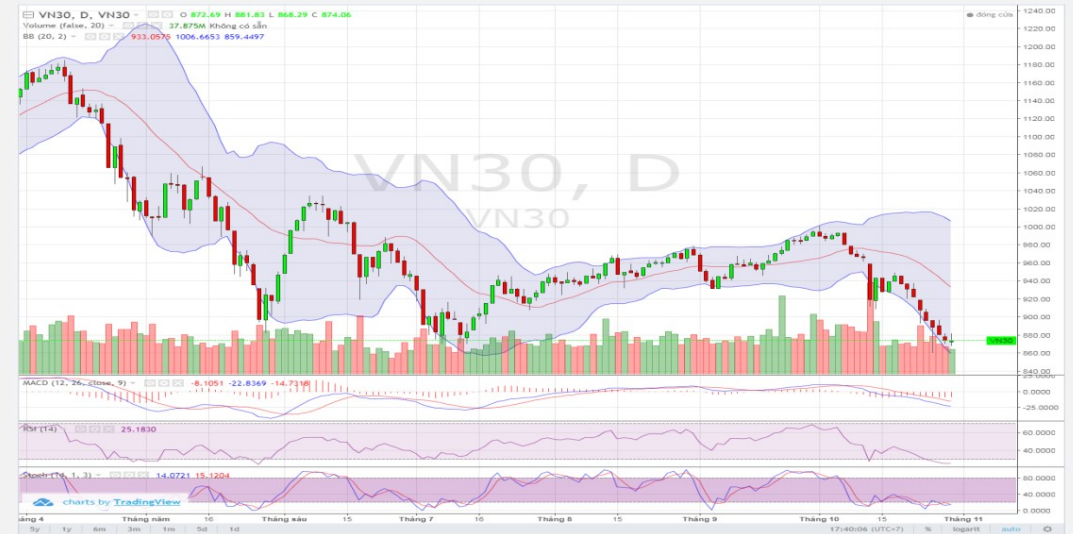 VN30, D, VN30 O 872.69 H 881.83 L 868.29 C 874.06
Volume (false, 20) 37.875M Không có sẵn
BB (20, 2) 933.0575 1006.6653 859.4497
đóng cửa
VN30, D
VN30
1240.00
1220.00
1200.00
1180.00
1160.00
1140.00
1120.00
1100.00
1080.00
1060.00
1040.00
1020.00
1000.00
980.00
960.00
940.00
920.00
900.00
880.00
VN30
860.00
840.00
MACD (12, 26, close, 9) -8.1051 -22.8369 -14.7318
25.0000
0.0000
-25.0000
RSI (14) 25.1830
60.0000
40.0000
Stoch (14, 1, 3) 14.0721 15.1204
80.0000
40.0000
0.0000
charts by TradingView
Tháng năm 16 Tháng sáu 15 Tháng 7 16 Tháng 8 15 Tháng 9 Tháng 10 15 Tháng 11
5y 1y 6m 3m 1m 5d 1d 17:40:06 (UTC+7) % logarit auto